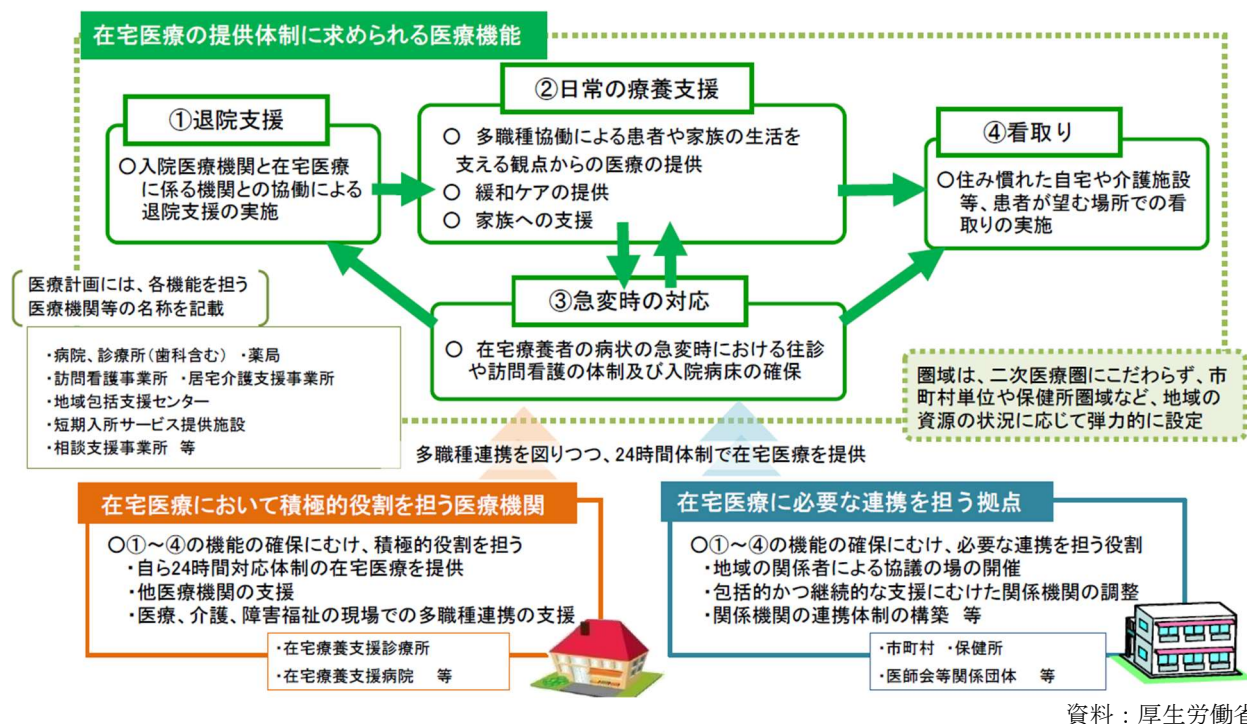 在宅医療の提供体制に求められる医療機能
①退院支援
○入院医療機関と在宅医療
に係る機関との協働による
退院支援の実施
②日常の療養支援
○ 多職種協働による患者や家族の生活を
支える観点からの医療の提供
○ 緩和ケアの提供
○ 家族への支援
④看取り
○住み慣れた自宅や介護施設
等、患者が望む場所での看
取りの実施
③急変時の対応
○ 在宅療養者の病状の急変時における往診
や訪問看護の体制及び入院病床の確保
医療計画には、各機能を担う
医療機関等の名称を記載
・病院、診療所(歯科含む) ・薬局
・訪問看護事業所 ・居宅介護支援事業所
・地域包括支援センター
・短期入所サービス提供施設
・相談支援事業所 等
圏域は、二次医療圏にこだわらず、市
町村単位や保健所圏域など、地域の
資源の状況に応じて弾力的に設定
多職種連携を図りつつ、24時間体制で在宅医療を提供
在宅医療において積極的役割を担う医療機関
○①~④の機能の確保にむけ、積極的役割を担う
・自ら24時間対応体制の在宅医療を提供
・他医療機関の支援
・医療、介護、障害福祉の現場での多職種連携の支援
・在宅療養支援診療所
・在宅療養支援病院 等
在宅医療に必要な連携を担う拠点
○①~④の機能の確保にむけ、必要な連携を担う役割
・地域の関係者による協議の場の開催
・包括的かつ継続的な支援にむけた関係機関の調整
・関係機関の連携体制の構築 等
・市町村 ・保健所
・医師会等関係団体 等
資料:厚生労働省